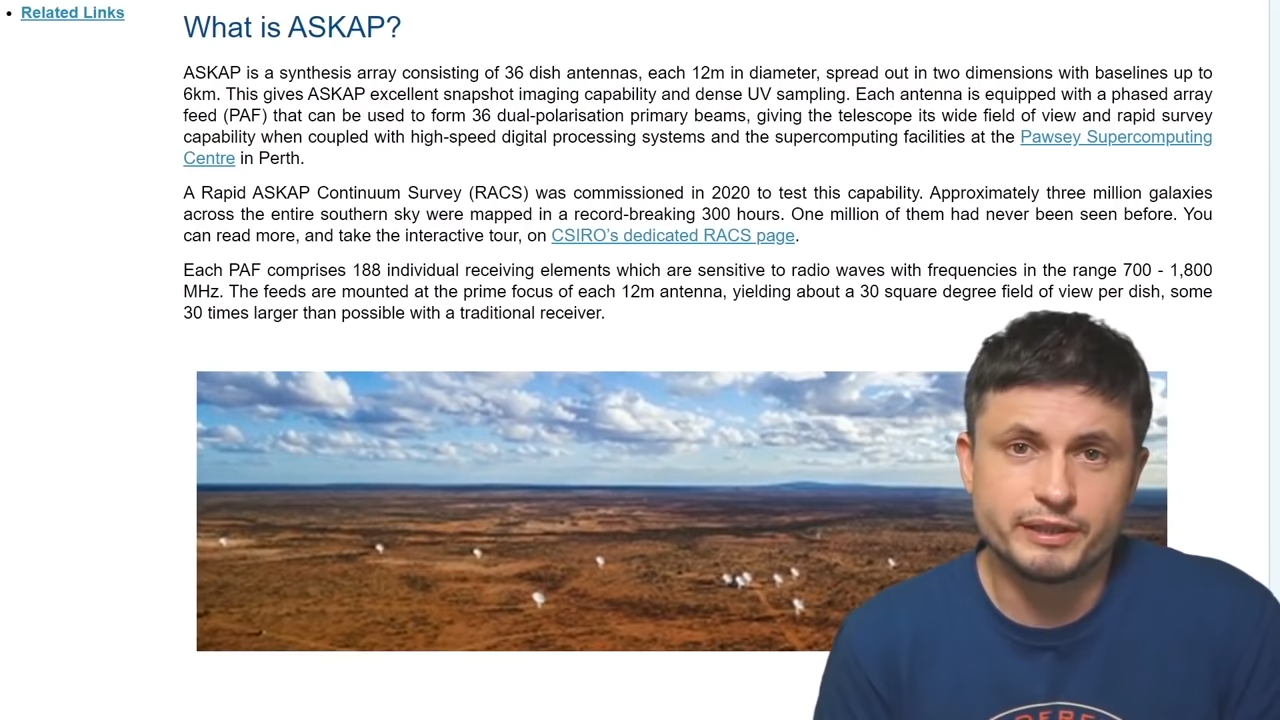 Related Links
What is ASKAP?
ASKAP is a synthesis array consisting of 36 dish antennas, each 12m in diameter, spread out in two dimensions with baselines up to
6km. This gives ASKAP excellent snapshot imaging capability and dense UV sampling. Each antenna is equipped with a phased array
feed (PAF) that can be used to form 36 dual-polarisation primary beams, giving the telescope its wide field of view and rapid survey
capability when coupled with high-speed digital processing systems and the supercomputing facilities at the Pawsey Supercomputing
Centre in Perth.
A Rapid ASKAP Continuum Survey (RACS) was commissioned in 2020 to test this capability. Approximately three million galaxies
across the entire southern sky were mapped in a record-breaking 300 hours. One million of them had never been seen before. You
can read more, and take the interactive tour, on CSIRO’s dedicated RACS page.
Each PAF comprises 188 individual receiving elements which are sensitive to radio waves with frequencies in the range 700 - 1,800
MHz. The feeds are mounted at the prime focus of each 12m antenna, yielding about a 30 square degree field of view per dish, some
30 times larger than possible with a traditional receiver.